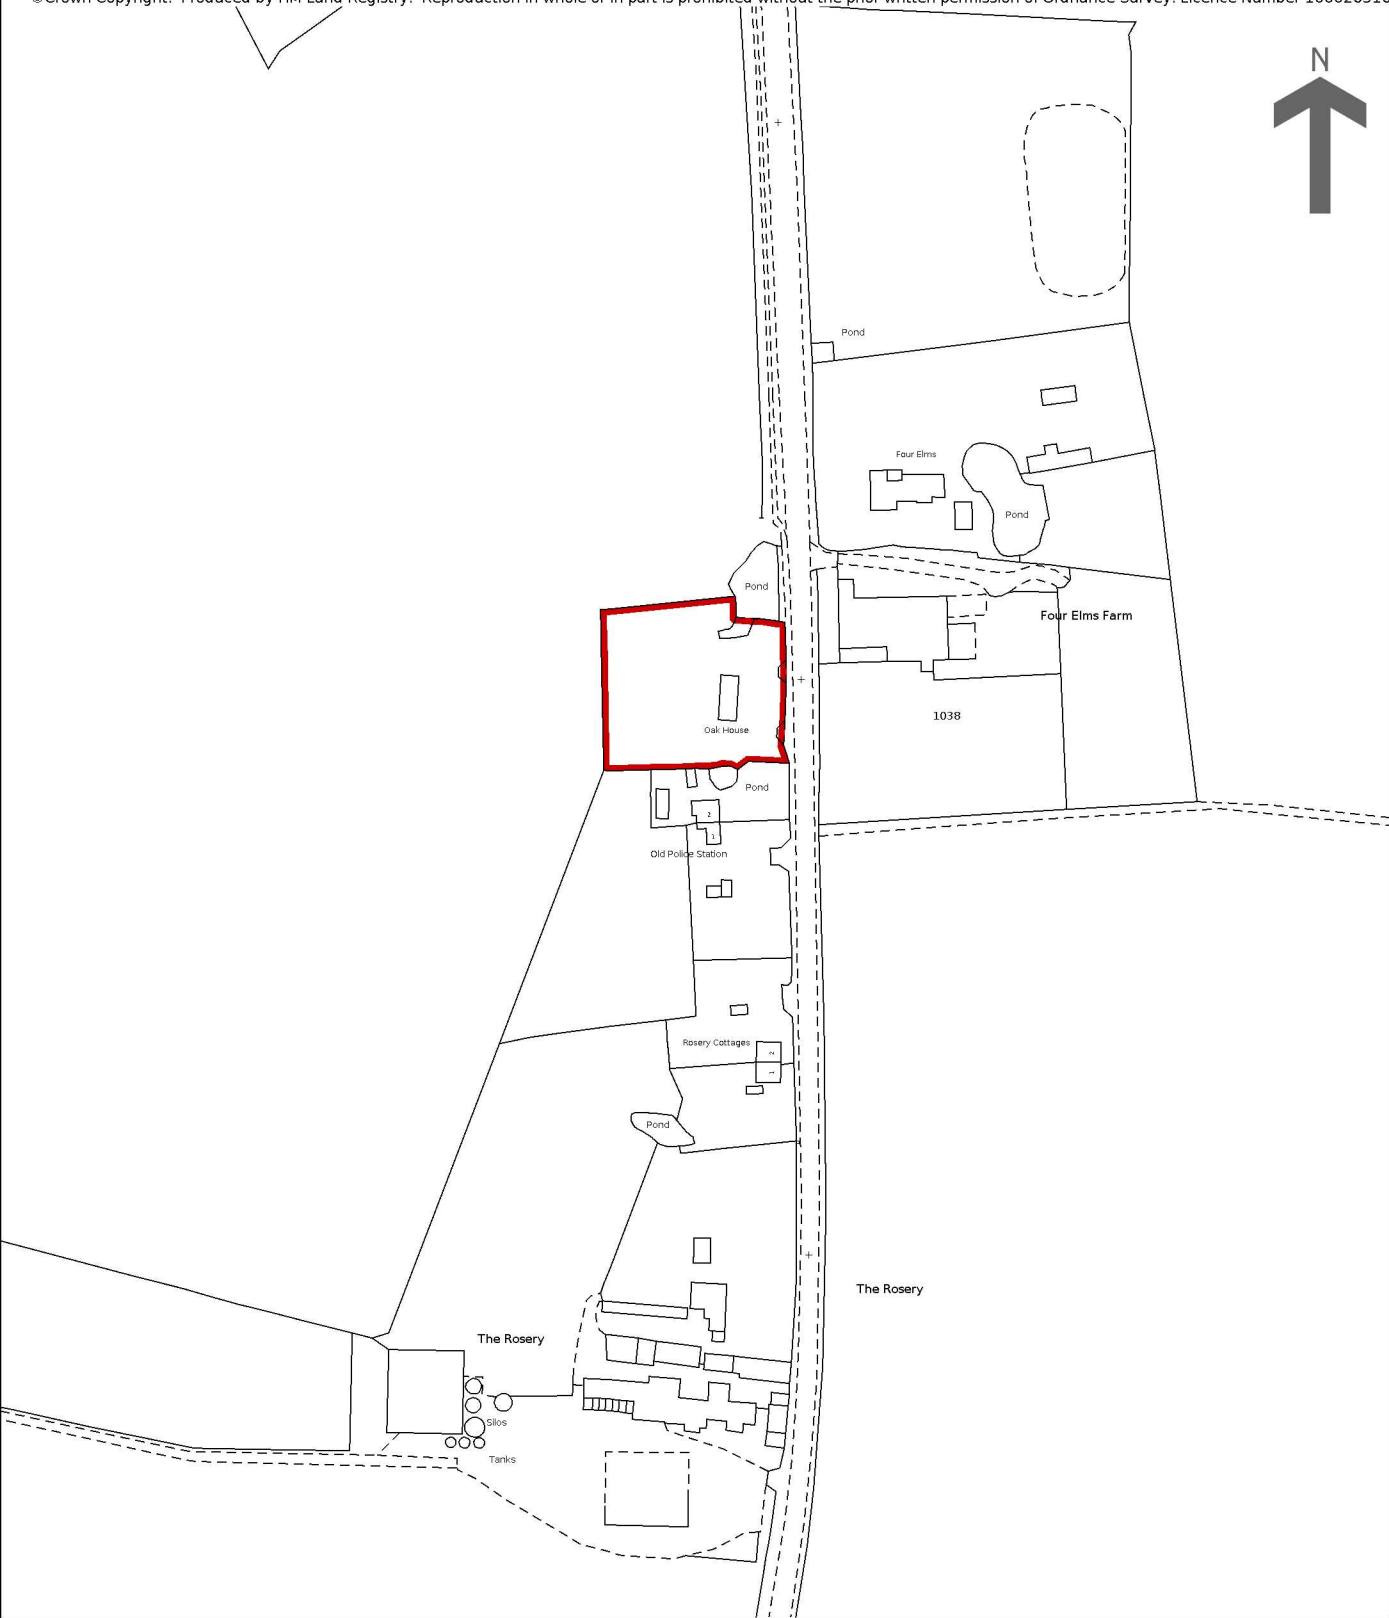 ©Crown Copyright. Produced by HM Land Registry. Reproduction in whole or in part is prohibited without the prior written permission of Ordnance Survey. Licence Number
N
Pond
Four Elms
Pond
Pond
Four Elms Farm
1038
Oak House
Pond
2
1
Old Police Station
Rosery Cottages
2
1
Pond
The Rosery
The Rosery
Silos
Tanks